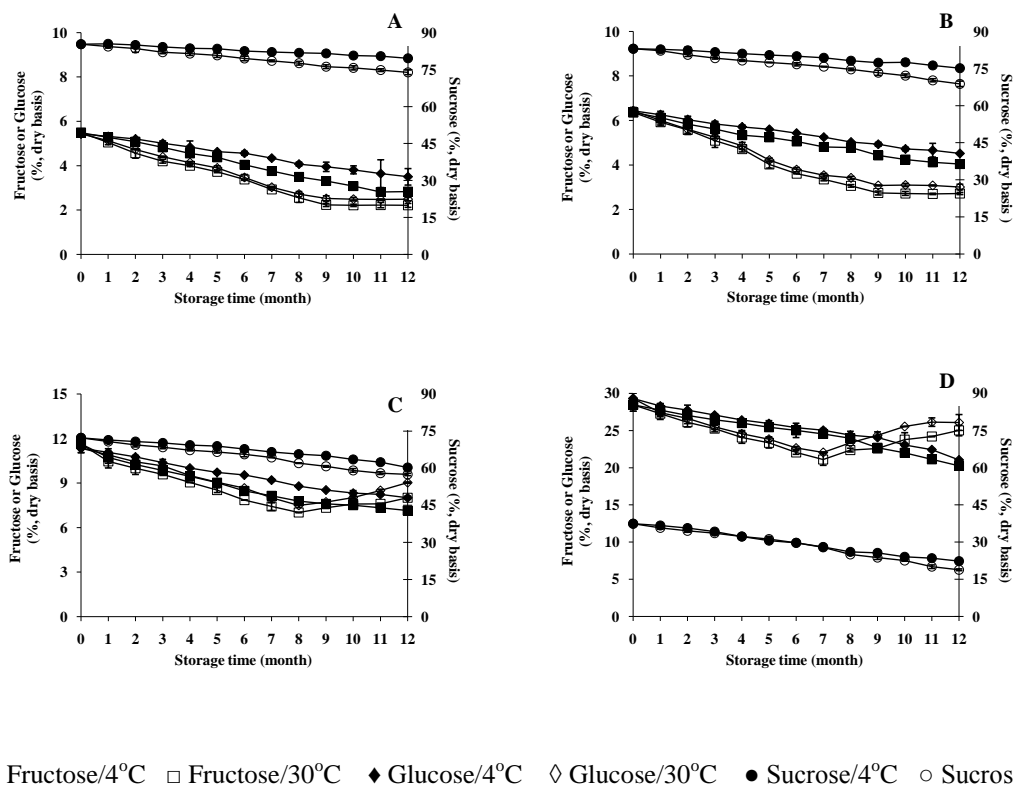 A
10
8
6
4
2
0
90
75
60
45
30
15
0
Fructose or Glucose
(%, dry basis)
Sucrose (%, dry basis)
0 1 2 3 4 5 6 7 8 9 10 11 12
Storage time (month)
B
10
8
6
4
2
0
90
75
60
45
30
15
0
Fructose or Glucose
(%, dry basis)
Sucrose (%, dry basis)
0 1 2 3 4 5 6 7 8 9 10 11 12
Storage time (month)
C
15
12
9
6
3
0
90
75
60
45
30
15
0
Fructose or Glucose
(%, dry basis)
Sucrose (%, dry basis)
0 1 2 3 4 5 6 7 8 9 10 11 12
Storage time (month)
D
30
25
20
15
10
5
0
90
75
60
45
30
15
0
Fructose or Glucose
(%, dry basis)
Sucrose (%, dry basis)
0 1 2 3 4 5 6 7 8 9 10 11 12
Storage time (month)
Fructose/4°C □ Fructose/30°C ♦ Glucose/4°C ◊ Glucose/30°C ● Sucrose/4°C ○ Sucros